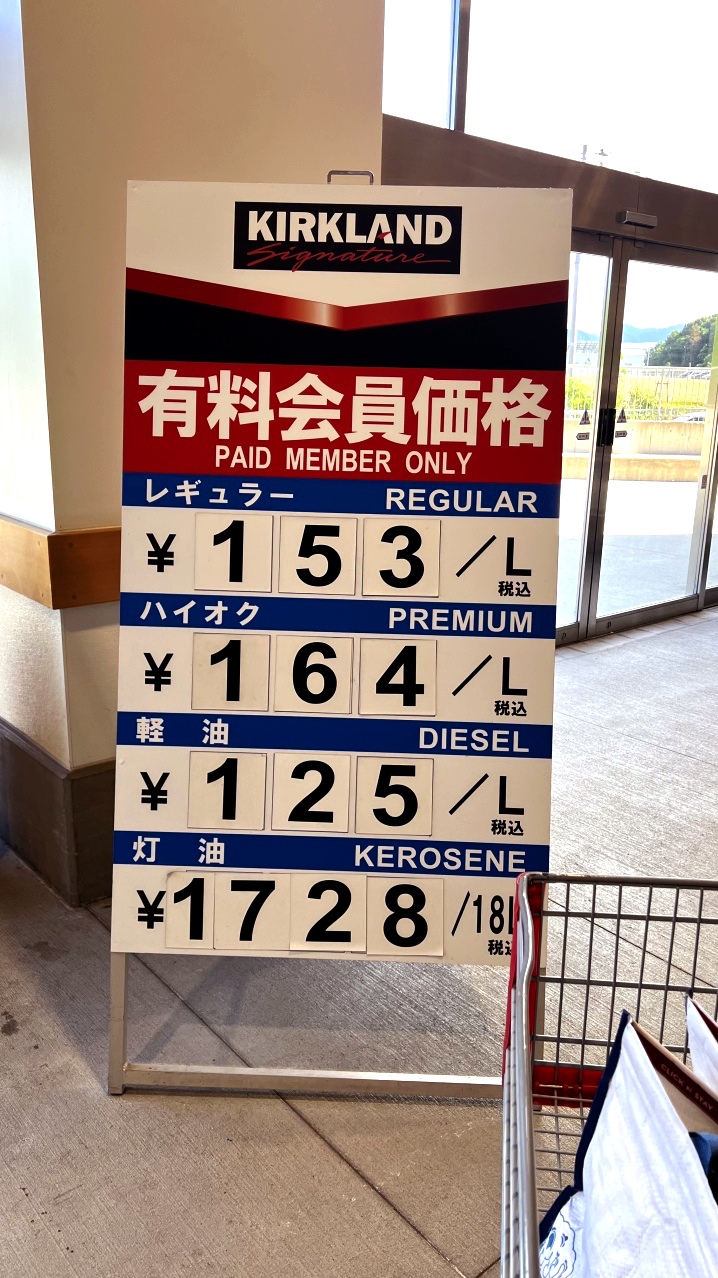 KIRKLAND
Signature
有料会員価格
PAID MEMBER ONLY
レギュラー REGULAR
¥ 153 /L
税込
ハイオク PREMIUM
¥ 164 /L
税込
軽油 DIESEL
¥ 125 /L
税込
灯油 KEROSENE
¥1728 /18L
税込
CLICK N' STAY